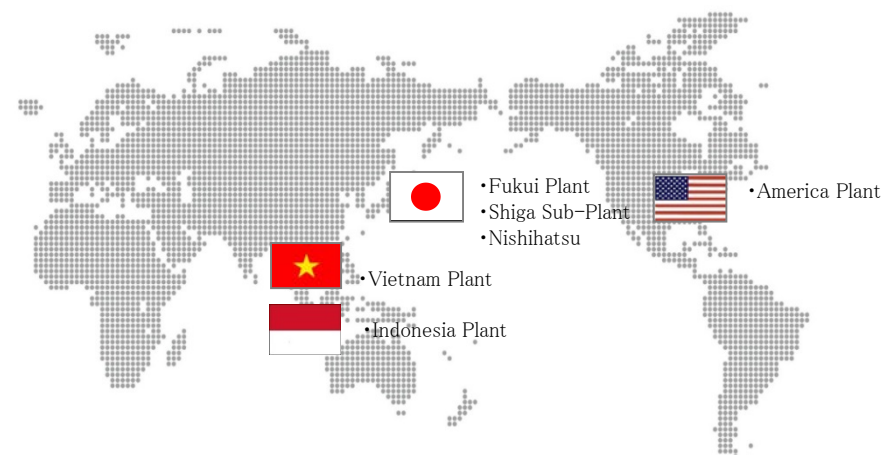 ・Fukui Plant
・Shiga Sub-Plant
・Nishihatsu
・America Plant
・Vietnam Plant
・Indonesia Plant